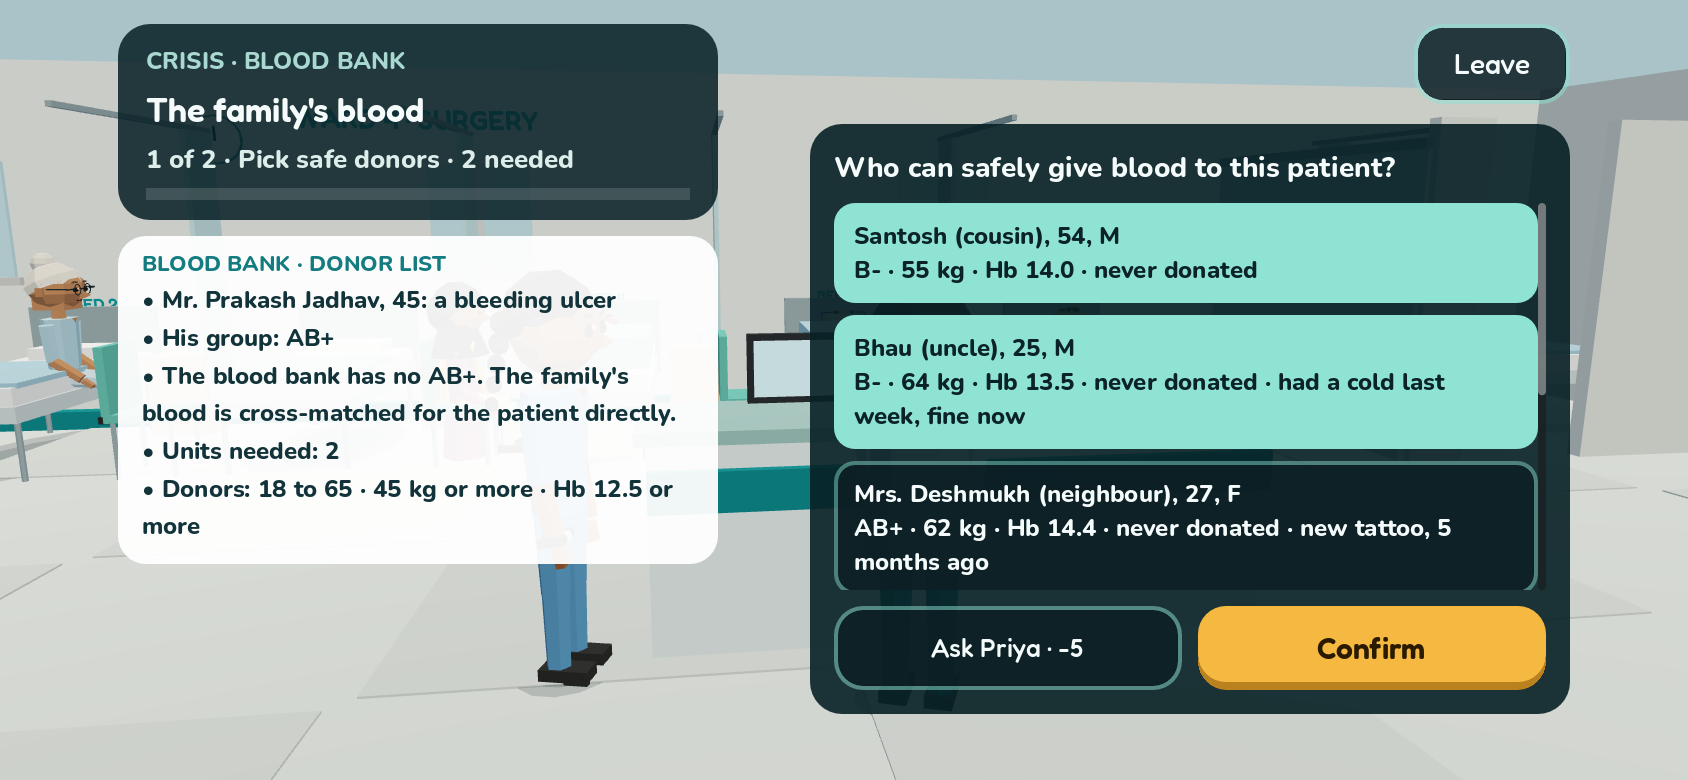 CRISIS · BLOOD BANK
The family's blood
WARD 4 · SURGERY
1 of 2 · Pick safe donors · 2 needed
BLOOD BANK · DONOR LIST
• Mr. Prakash Jadhav, 45: a bleeding ulcer
• His group: AB+
• The blood bank has no AB+. The family's
blood is cross-matched for the patient directly.
• Units needed: 2
• Donors: 18 to 65 · 45 kg or more · Hb 12.5 or
more
Leave
Who can safely give blood to this patient?
Santosh (cousin), 54, M
B- · 55 kg · Hb 14.0 · never donated
Bhau (uncle), 25, M
B- · 64 kg · Hb 13.5 · never donated · had a cold last
week, fine now
Mrs. Deshmukh (neighbour), 27, F
AB+ · 62 kg · Hb 14.4 · never donated · new tattoo, 5
months ago
Ask Priya · -5
Confirm